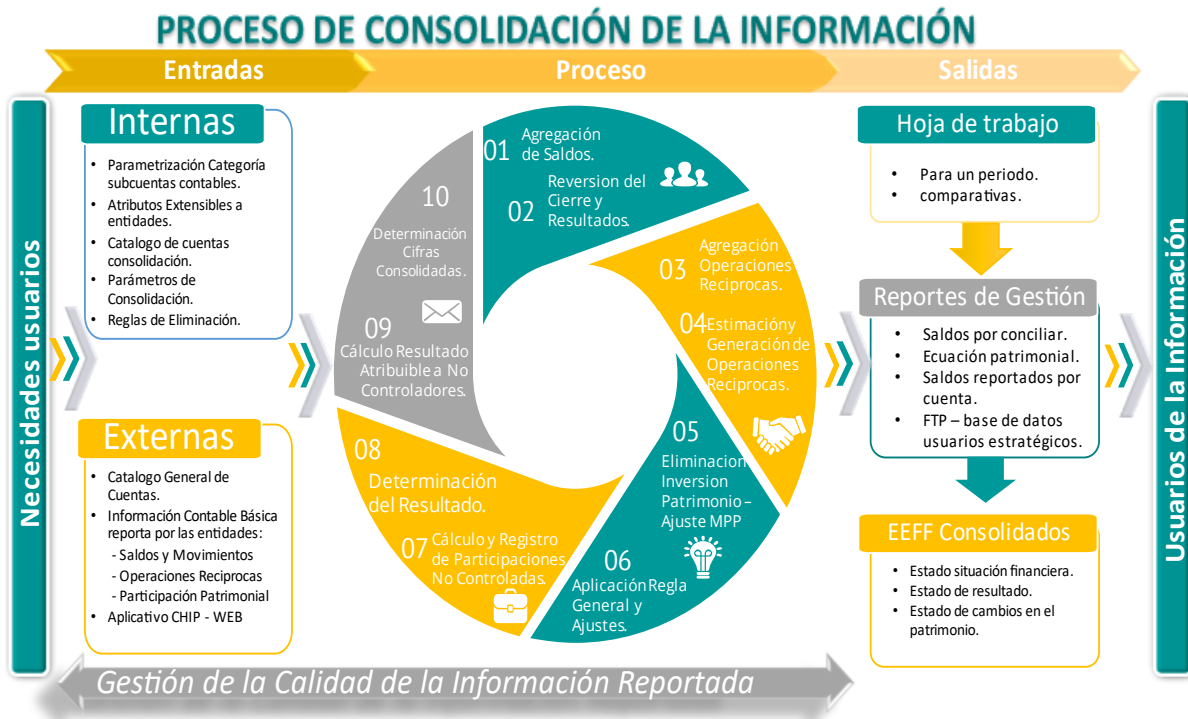 PROCESO DE CONSOLIDACIÓN DE LA INFORMACIÓN
Entradas
Proceso
Salidas
Necesidades usuarios
Internas
• Parametrización Categoría
subcuentas contables.
• Atributos Extensibles a
entidades.
• Catalogo de cuentas
consolidación.
• Parámetros de
Consolidación.
• Reglas de Eliminación.
Externas
• Catalogo General de
Cuentas.
• Información Contable Básica
reporta por las entidades:
- Saldos y Movimientos
- Operaciones Reciprocas
- Participación Patrimonial
• Aplicativo CHIP - WEB
01 Agregación
de Saldos.
02 Reversion del
Cierre y
Resultados.
03 Agregación
Operaciones
Reciprocas.
04 Estimación y
Generación de
Operaciones
Reciprocas.
05
Eliminacion
Inversion
Patrimonio –
Ajuste MPP
06
Aplicación Regla
General y
Ajustes.
07 Cálculo y Registro
de Participaciones
No Controladas.
08
Determinación
del Resultado.
09
Cálculo Resultado
Atribuible a No
Controladores.
10
Determinación
Cifras
Consolidadas.
Hoja de trabajo
• Para un periodo.
• comparativas.
Reportes de Gestión
• Saldos por conciliar.
• Ecuación patrimonial.
• Saldos reportados por
cuenta.
• FTP – base de datos
usuarios estratégicos.
EEFF Consolidados
• Estado situación financiera.
• Estado de resultado.
• Estado de cambios en el
patrimonio.
Usuarios de la Información
Gestión de la Calidad de la Información Reportada